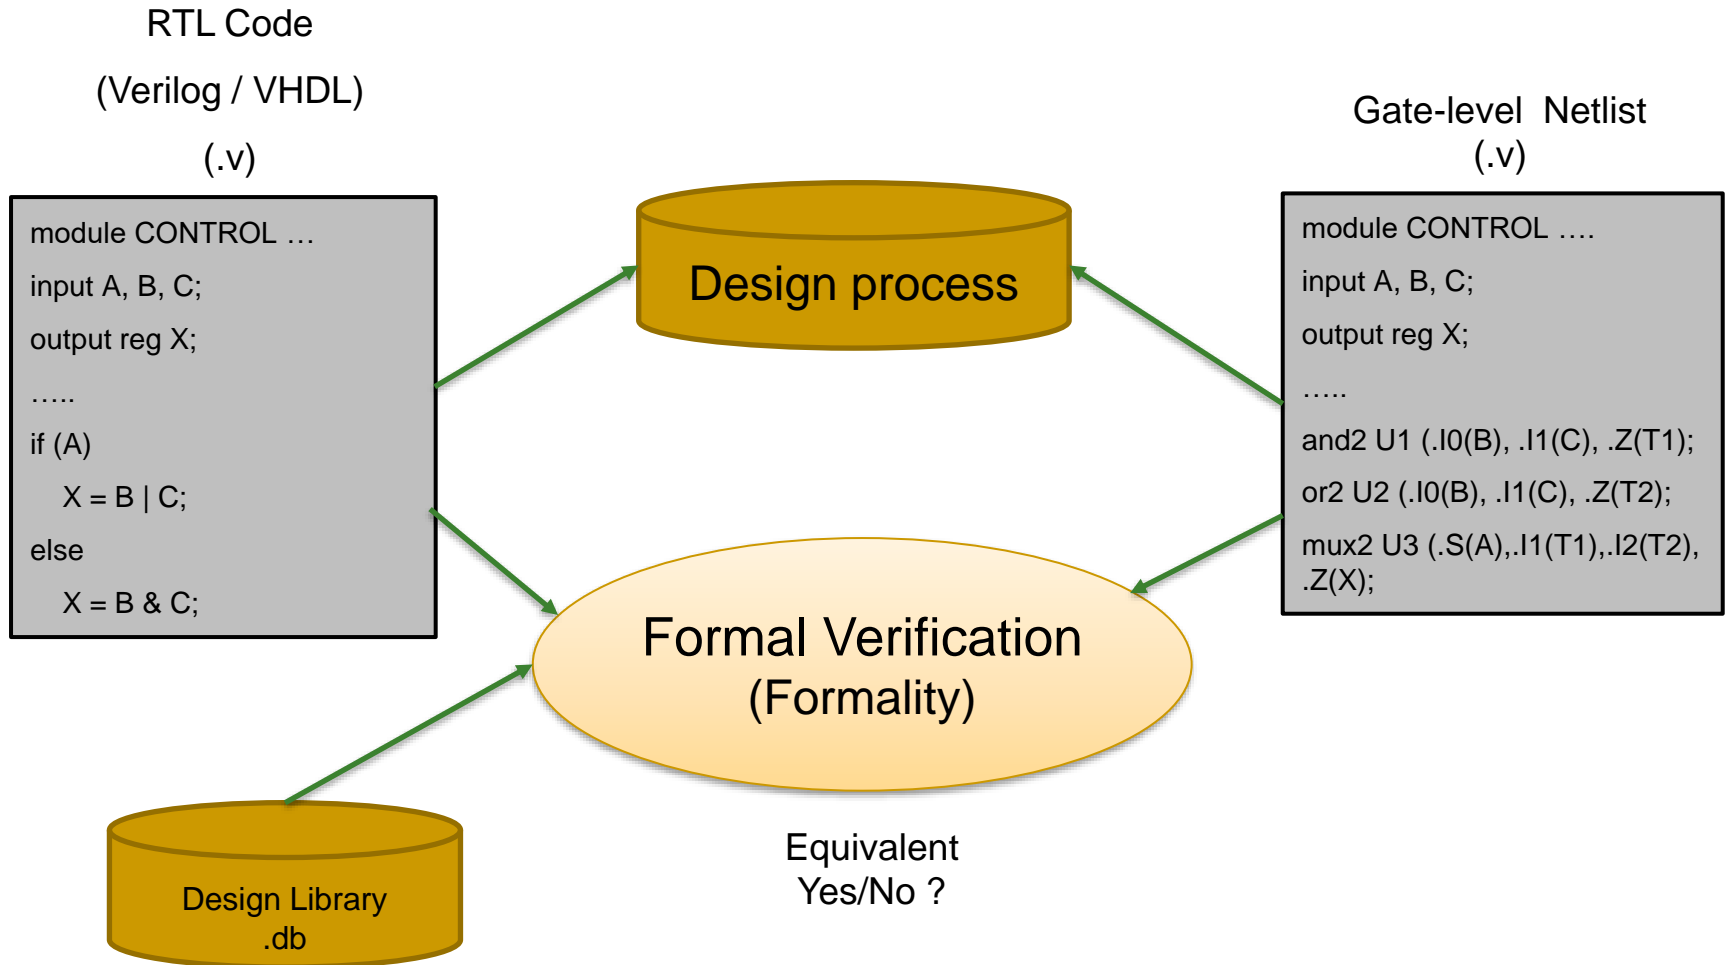 RTL Code
(Verilog / VHDL)
(.v)
module CONTROL …
input A, B, C;
output reg X;
…..
if (A)
X = B | C;
else
X = B & C;
Design process
Gate-level Netlist
(.v)
module CONTROL ….
input A, B, C;
output reg X;
…..
and2 U1 (.I0(B), .I1(C), .Z(T1);
or2 U2 (.I0(B), .I1(C), .Z(T2);
mux2 U3 (.S(A),.I1(T1),.I2(T2),
.Z(X);
Formal Verification
(Formality)
Equivalent
Yes/No ?
Design Library
.db